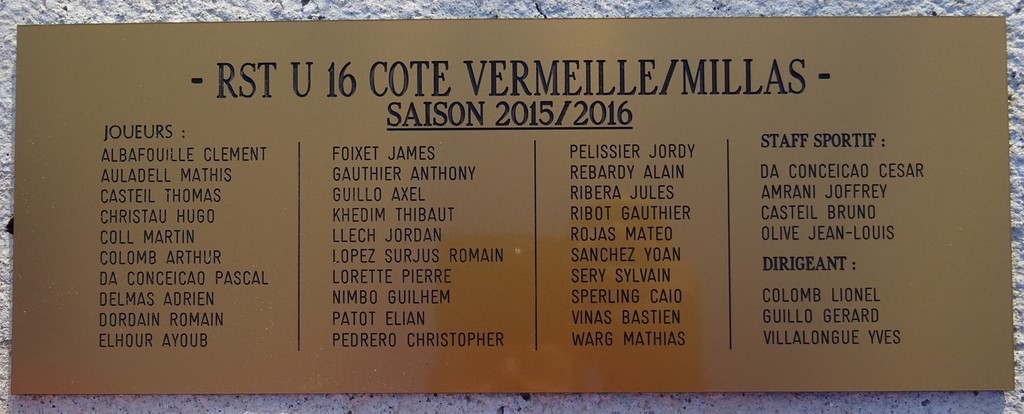 - RST U 16 COTE VERMEILLE/MILLAS -
SAISON 2015/2016
JOUEURS :
ALBAFOUILLE CLEMENT
AULADELL MATHIS
CASTEIL THOMAS
CHRISTAU HUGO
COLL MARTIN
COLOMB ARTHUR
DA CONCEICAO PASCAL
DELMAS ADRIEN
DORDAIN ROMAIN
ELHOUR AYOUB
FOIXET JAMES
GAUTHIER ANTHONY
GUILLO AXEL
KHEDIM THIBAUT
LLECH JORDAN
LOPEZ SURJUS ROMAIN
LORETTE PIERRE
NIMBO GUILHEM
PATOT ELIAN
PEDRERO CHRISTOPHER
PELISSIER JORDY
REBARDY ALAIN
RIBERA JULES
RIBOT GAUTHIER
ROJAS MATEO
SANCHEZ YOAN
SERY SYLVAIN
SPERLING CAIO
VINAS BASTIEN
WARG MATHIAS
STAFF SPORTIF :
DA CONCEICAO CESAR
AMRANI JOFFREY
CASTEIL BRUNO
OLIVE JEAN-LOUIS
DIRIGEANT :
COLOMB LIONEL
GUILLO GERARD
VILLALONGUE YVES